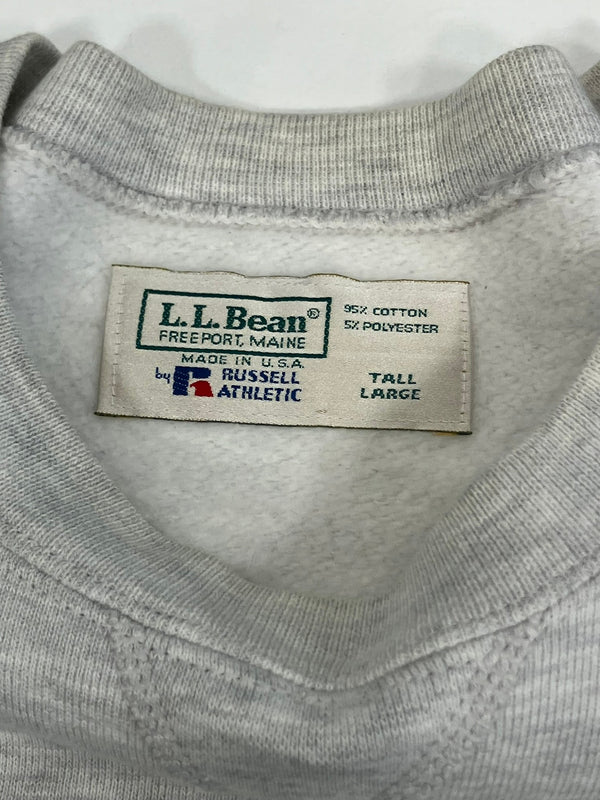 L.L.Bean®
FREEPORT, MAINE
MADE IN U.S.A.
by RUSSELL
ATHLETIC
95% COTTON
5% POLYESTER
TALL
LARGE